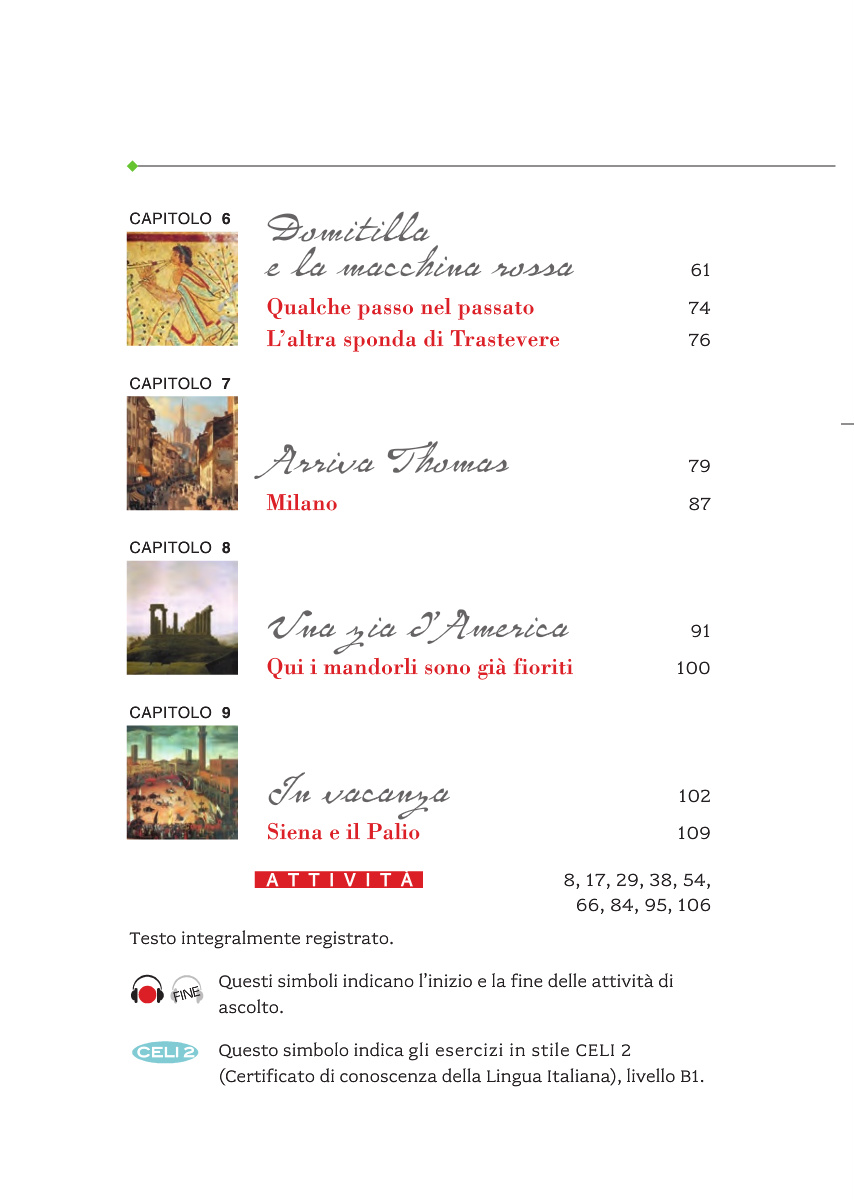 CAPITOLO 6
Domitilla
e la macchina rossa 61
Qualche passo nel passato 74
L'altra sponda di Trastevere 76
CAPITOLO 7
Arriva Thomas 79
Milano 87
CAPITOLO 8
Una zia d'America 91
Qui i mandorli sono già fioriti 100
CAPITOLO 9
In vacanza 102
Siena e il Palio 109
ATTIVITÀ 8, 17, 29, 38, 54,
66, 84, 95, 106
Testo integralmente registrato.
FINE Questi simboli indicano l'inizio e la fine delle attività di
ascolto.
CELI 2 Questo simbolo indica gli esercizi in stile CELI 2
(Certificato di conoscenza della Lingua Italiana), livello B1.